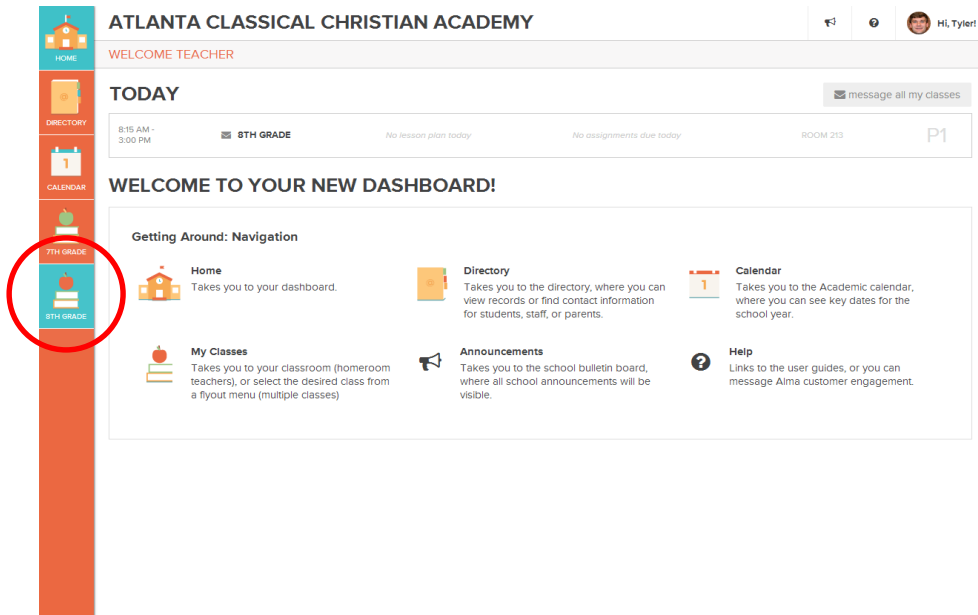 ATLANTA CLASSICAL CHRISTIAN ACADEMY
Hi, Tyler!
HOME
WELCOME TEACHER
TODAY
message all my classes
DIRECTORY
8:15 AM -
3:00 PM
8TH GRADE
No lesson plan today
No assignments due today
ROOM 213
P1
1
CALENDAR
WELCOME TO YOUR NEW DASHBOARD!
7TH GRADE
8TH GRADE
Getting Around: Navigation
Home
Takes you to your dashboard.
Directory
Takes you to the directory, where you can
view records or find contact information
for students, staff, or parents.
1
Calendar
Takes you to the Academic calendar,
where you can see key dates for the
school year.
My Classes
Takes you to your classroom (homeroom
teachers), or select the desired class from
a flyout menu (multiple classes)
Announcements
Takes you to the school bulletin board,
where all school announcements will be
visible.
Help
Links to the user guides, or you can
message Alma customer engagement.